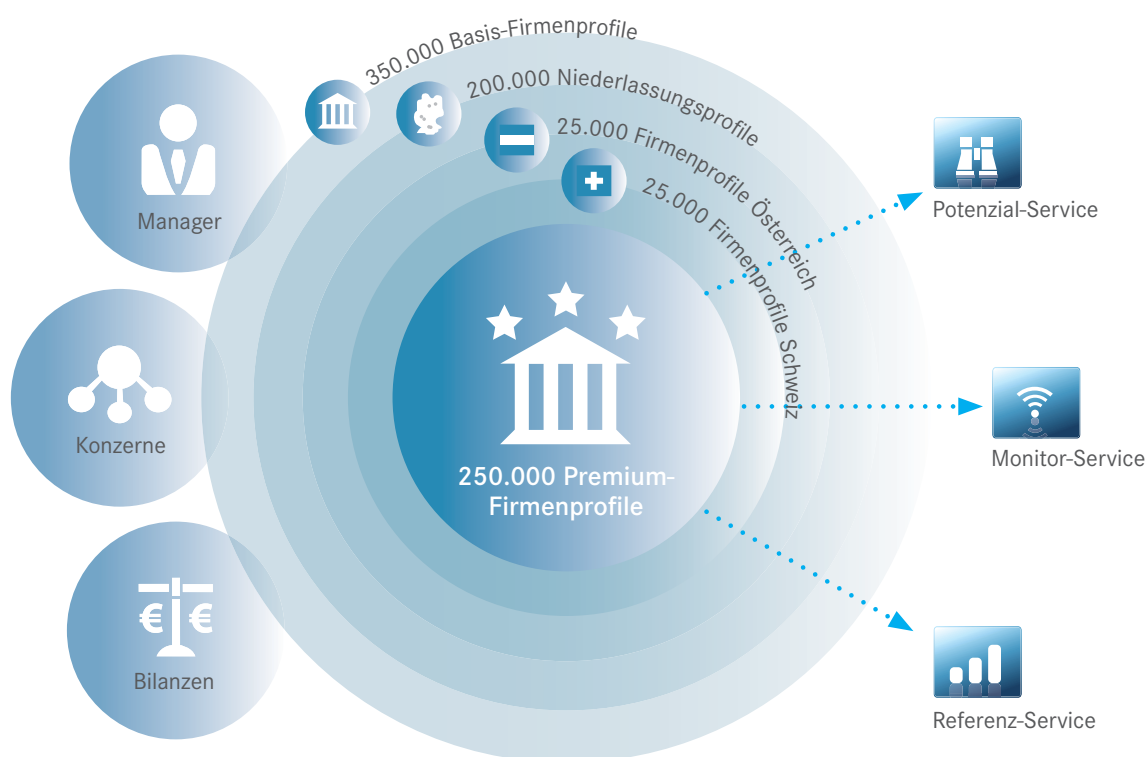 350.000 Basis-Firmenprofile
200.000 Niederlassungsprofile
25.000 Firmenprofile Österreich
25.000 Firmenprofile Schweiz
Manager
Konzerne
€ €
Bilanzen
250.000 Premium-
Firmenprofile
Potenzial-Service
Monitor-Service
Referenz-Service